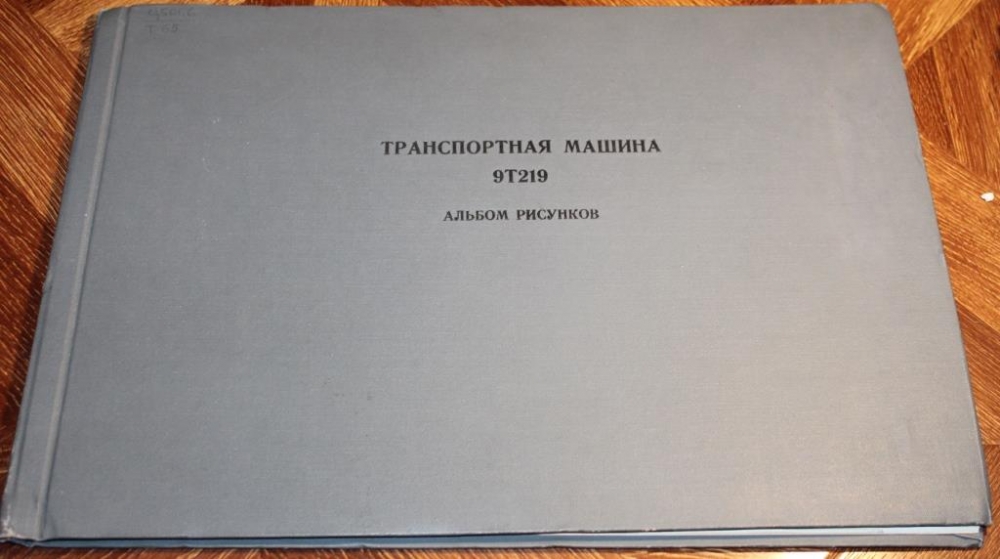 ТРАНСПОРТНАЯ МАШИНА
9Т219
АЛЬБОМ РИСУНКОВ